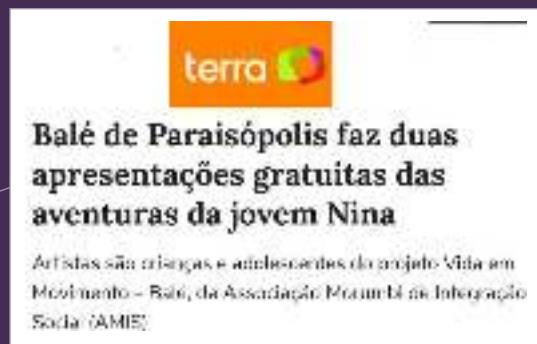 terra
Balé de Paraisópolis faz duas
apresentações gratuitas das
aventuras da jovem Nina
Artistas são crianças e adolescentes do projeto Vida em
Movimento – Balé, da Associação Morumbi de Integração
Social (AMIS)